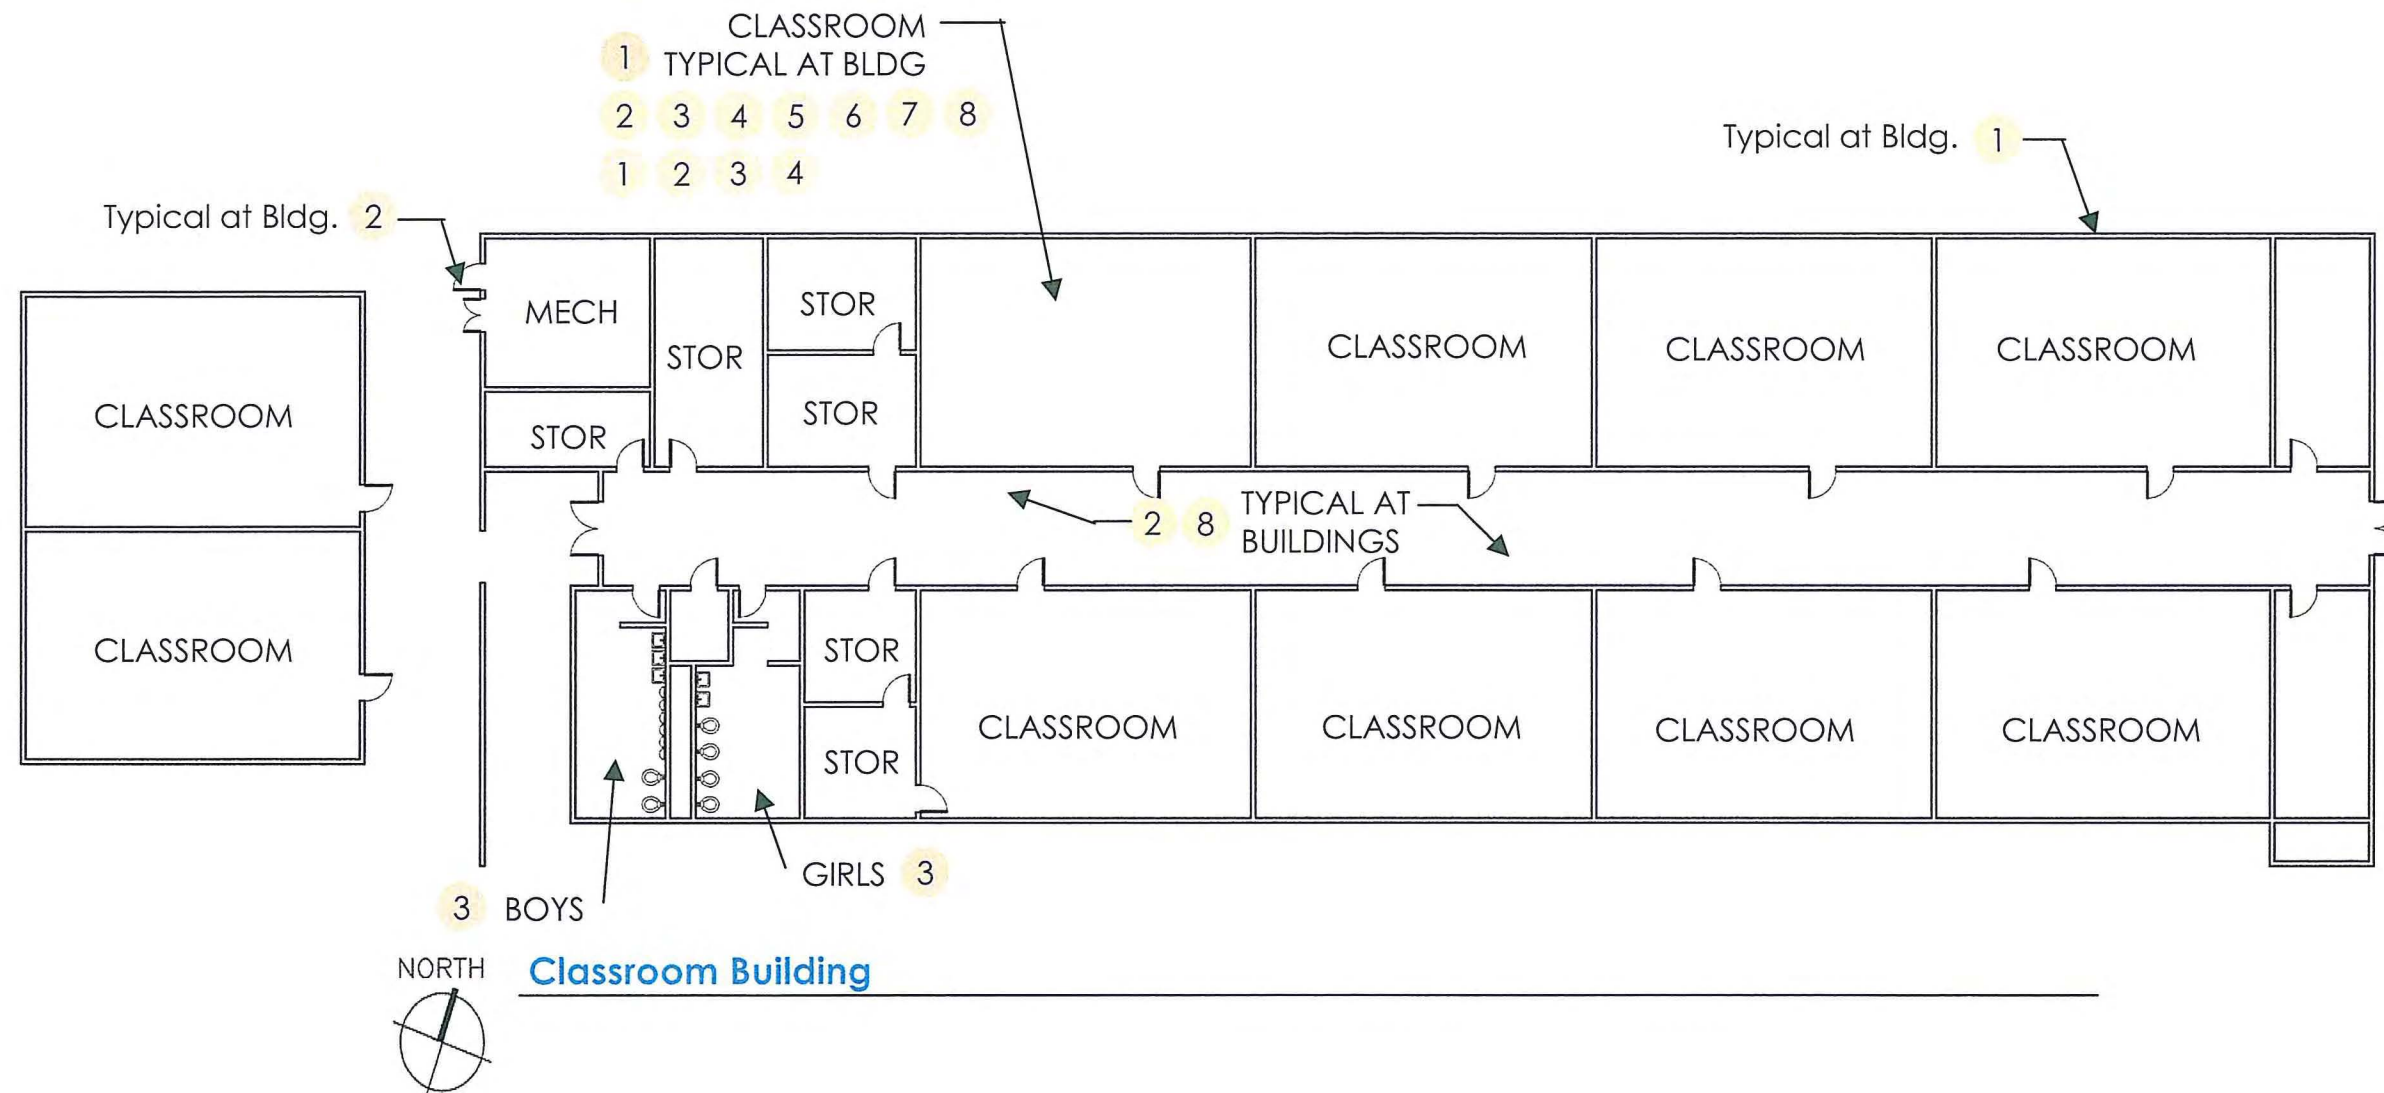 CLASSROOM
1 TYPICAL AT BLDG
2 3 4 5 6 7 8
1 2 3 4
Typical at Bldg. 1
Typical at Bldg. 2
MECH
STOR
STOR
STOR
STOR
CLASSROOM
CLASSROOM
CLASSROOM
CLASSROOM
STOR
2 8 TYPICAL AT
BUILDINGS
CLASSROOM
STOR
STOR
CLASSROOM
CLASSROOM
CLASSROOM
CLASSROOM
GIRLS 3
3 BOYS
NORTH
Classroom Building